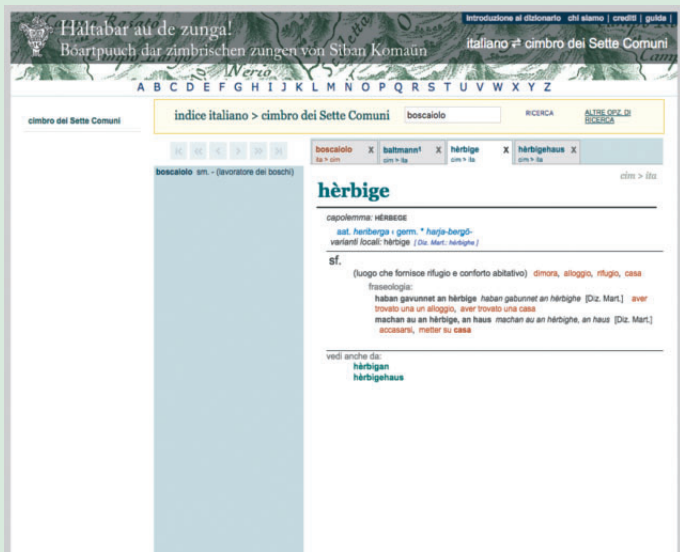 Introduzione al dizionario chi siamo | crediti | guida |
Háltabar au de zunga!
Bóartpuuch dar zimbrischen zungen von Siban Komaün
italiano ⇄ cimbro dei Sette Comuni
Nerio
A B C D E F G H I J K L M N O P Q R S T U V W X Y Z
cimbro dei Sette Comuni
indice italiano > cimbro dei Sette Comuni boscaiolo RICERCA ALTRE OPZ. DI RICERCA
boscaiolo X battmann¹ X hèrbige X hèrbigehaus X
ita > cim cim > ita cim > ita cim > ita
boscaiolo sm. - (lavoratore dei boschi)
cim > ita
hèrbige
capolemma: HÈRBEGE
aat. heriberga ‹ germ. * harja-bergō-
varianti locali: hèrbige [Dia. Mart.: hèrbighe]
sf.
(luogo che fornisce rifugio e conforto abitativo) dimora, alloggio, rifugio, casa
fraseologia:
haban gavunnet an hèrbige haban gabunnet an hèrbighe [Diz. Mart.] aver
trovato una un alloggio, aver trovato una casa
machan au an hèrbige, an haus machan au an hèrbighe, an haus [Diz. Mart.]
accasarsi, metter su casa
vedi anche da:
hèrbigan
hèrbigehaus